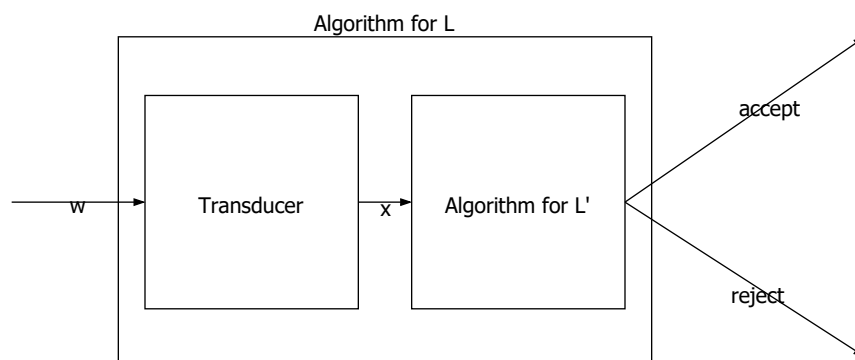 Algorithm for L
accept
w
Transducer
x
Algorithm for L'
reject